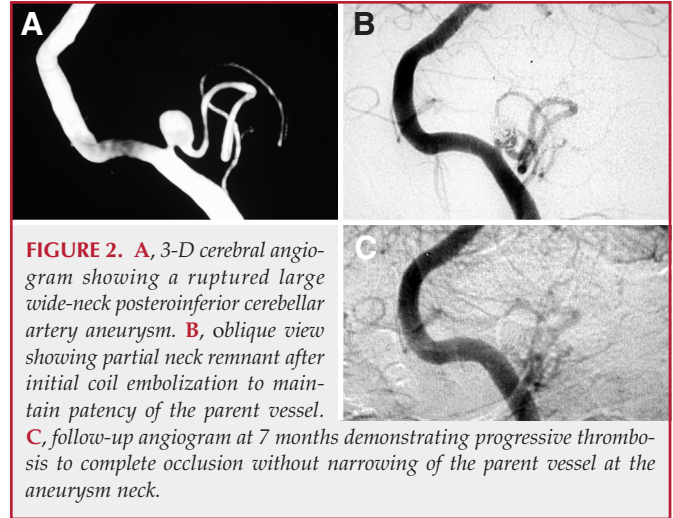 A
B
C
FIGURE 2. A, 3-D cerebral angio-
gram showing a ruptured large
wide-neck posteroinferior cerebellar
artery aneurysm. B, oblique view
showing partial neck remnant after
initial coil embolization to main-
tain patency of the parent vessel.
C, follow-up angiogram at 7 months demonstrating progressive thrombo-
sis to complete occlusion without narrowing of the parent vessel at the
aneurysm neck.